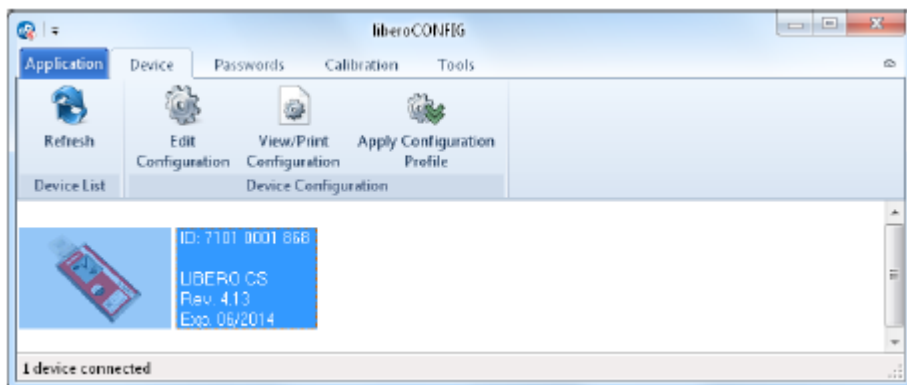 liberoCONFIG
Application Device Passwords Calibration Tools
Refresh
Edit Configuration
View/Print Configuration
Apply Configuration Profile
Device List
Device Configuration
ID: 7101 0001 868
LIBERO CS
Rev. 4.13
Exp. 06/2014
1 device connected